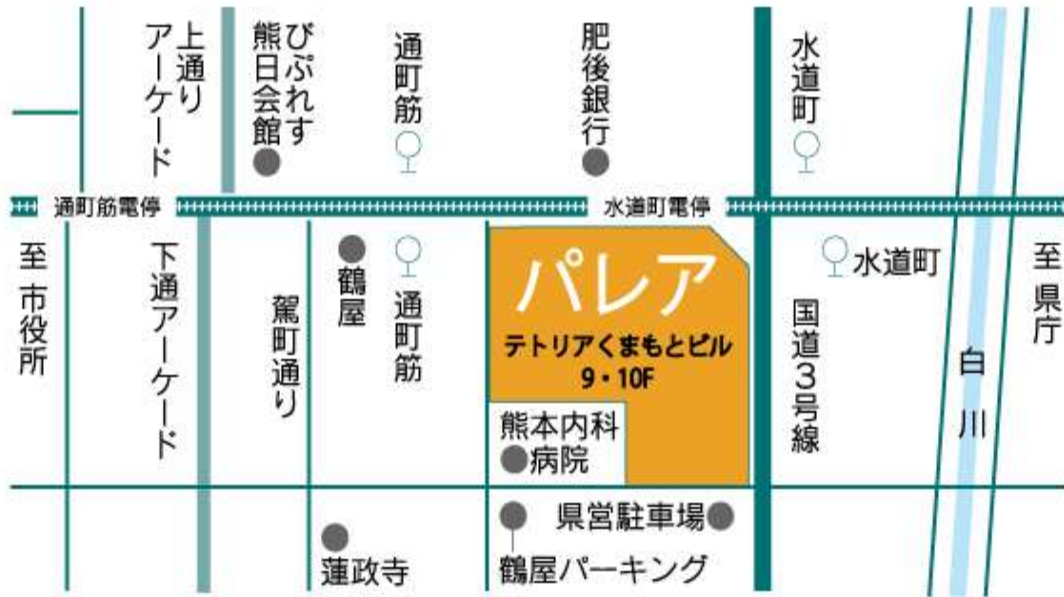 上通り
アーケード
びぷれす
熊日会館
通町筋
肥後銀行
水道町
通町筋電停
水道町電停
至 市役所
下通アーケード
駕町通り
鶴屋
通町筋
パレア
テトリアくまもとビル
9・10F
熊本内科
病院
国道3号線
水道町
白川
至 県庁
蓮政寺
鶴屋パーキング
県営駐車場